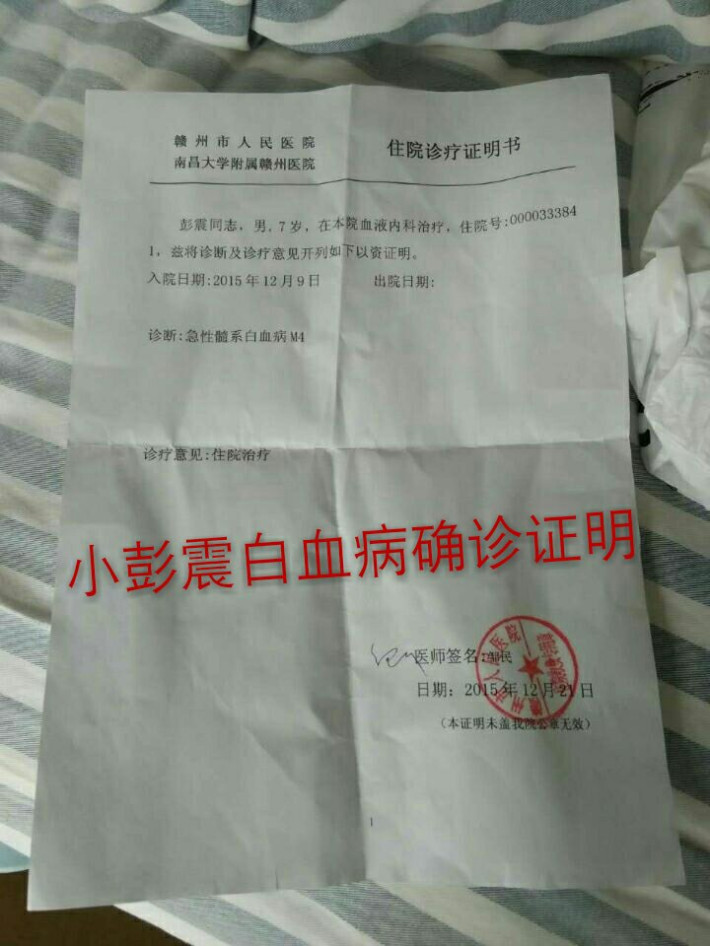 赣州市人民医院
南昌大学附属赣州医院
住院诊疗证明书
彭震同志，男，7岁，在本院血液内科治疗，住院号:000033384
1，兹将诊断及诊疗意见开列如下以资证明。
入院日期:2015年12月9日 出院日期:
诊断:急性髓系白血病M4
诊疗意见:住院治疗
小彭震白血病确诊证明
医师签名:
日期：2015年12月21日
（本证明未盖我院公章无效）
1